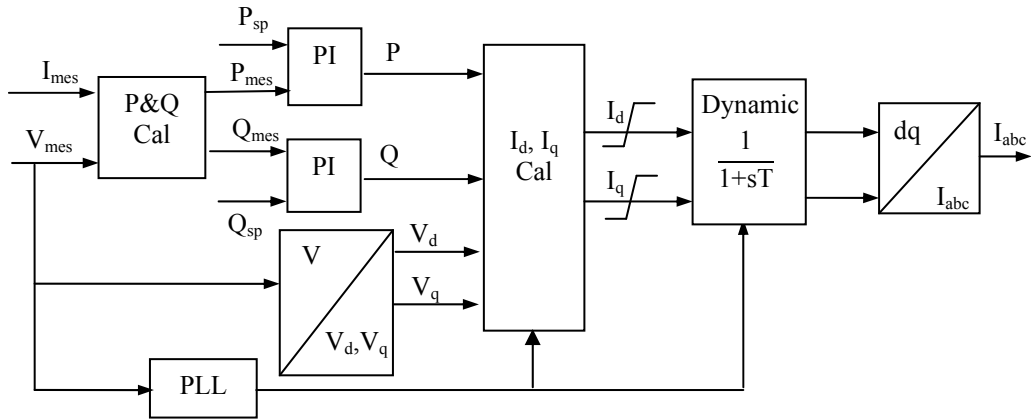 P_sp
PI
P
I_mes
P_mes
P&Q
Cal
V_mes
Q_mes
PI
Q
Q_sp
V
V_d,V_q
V_d
V_q
PLL
I_d, I_q
Cal
I_d
I_q
Dynamic
1
1+sT
dq
I_abc
I_abc